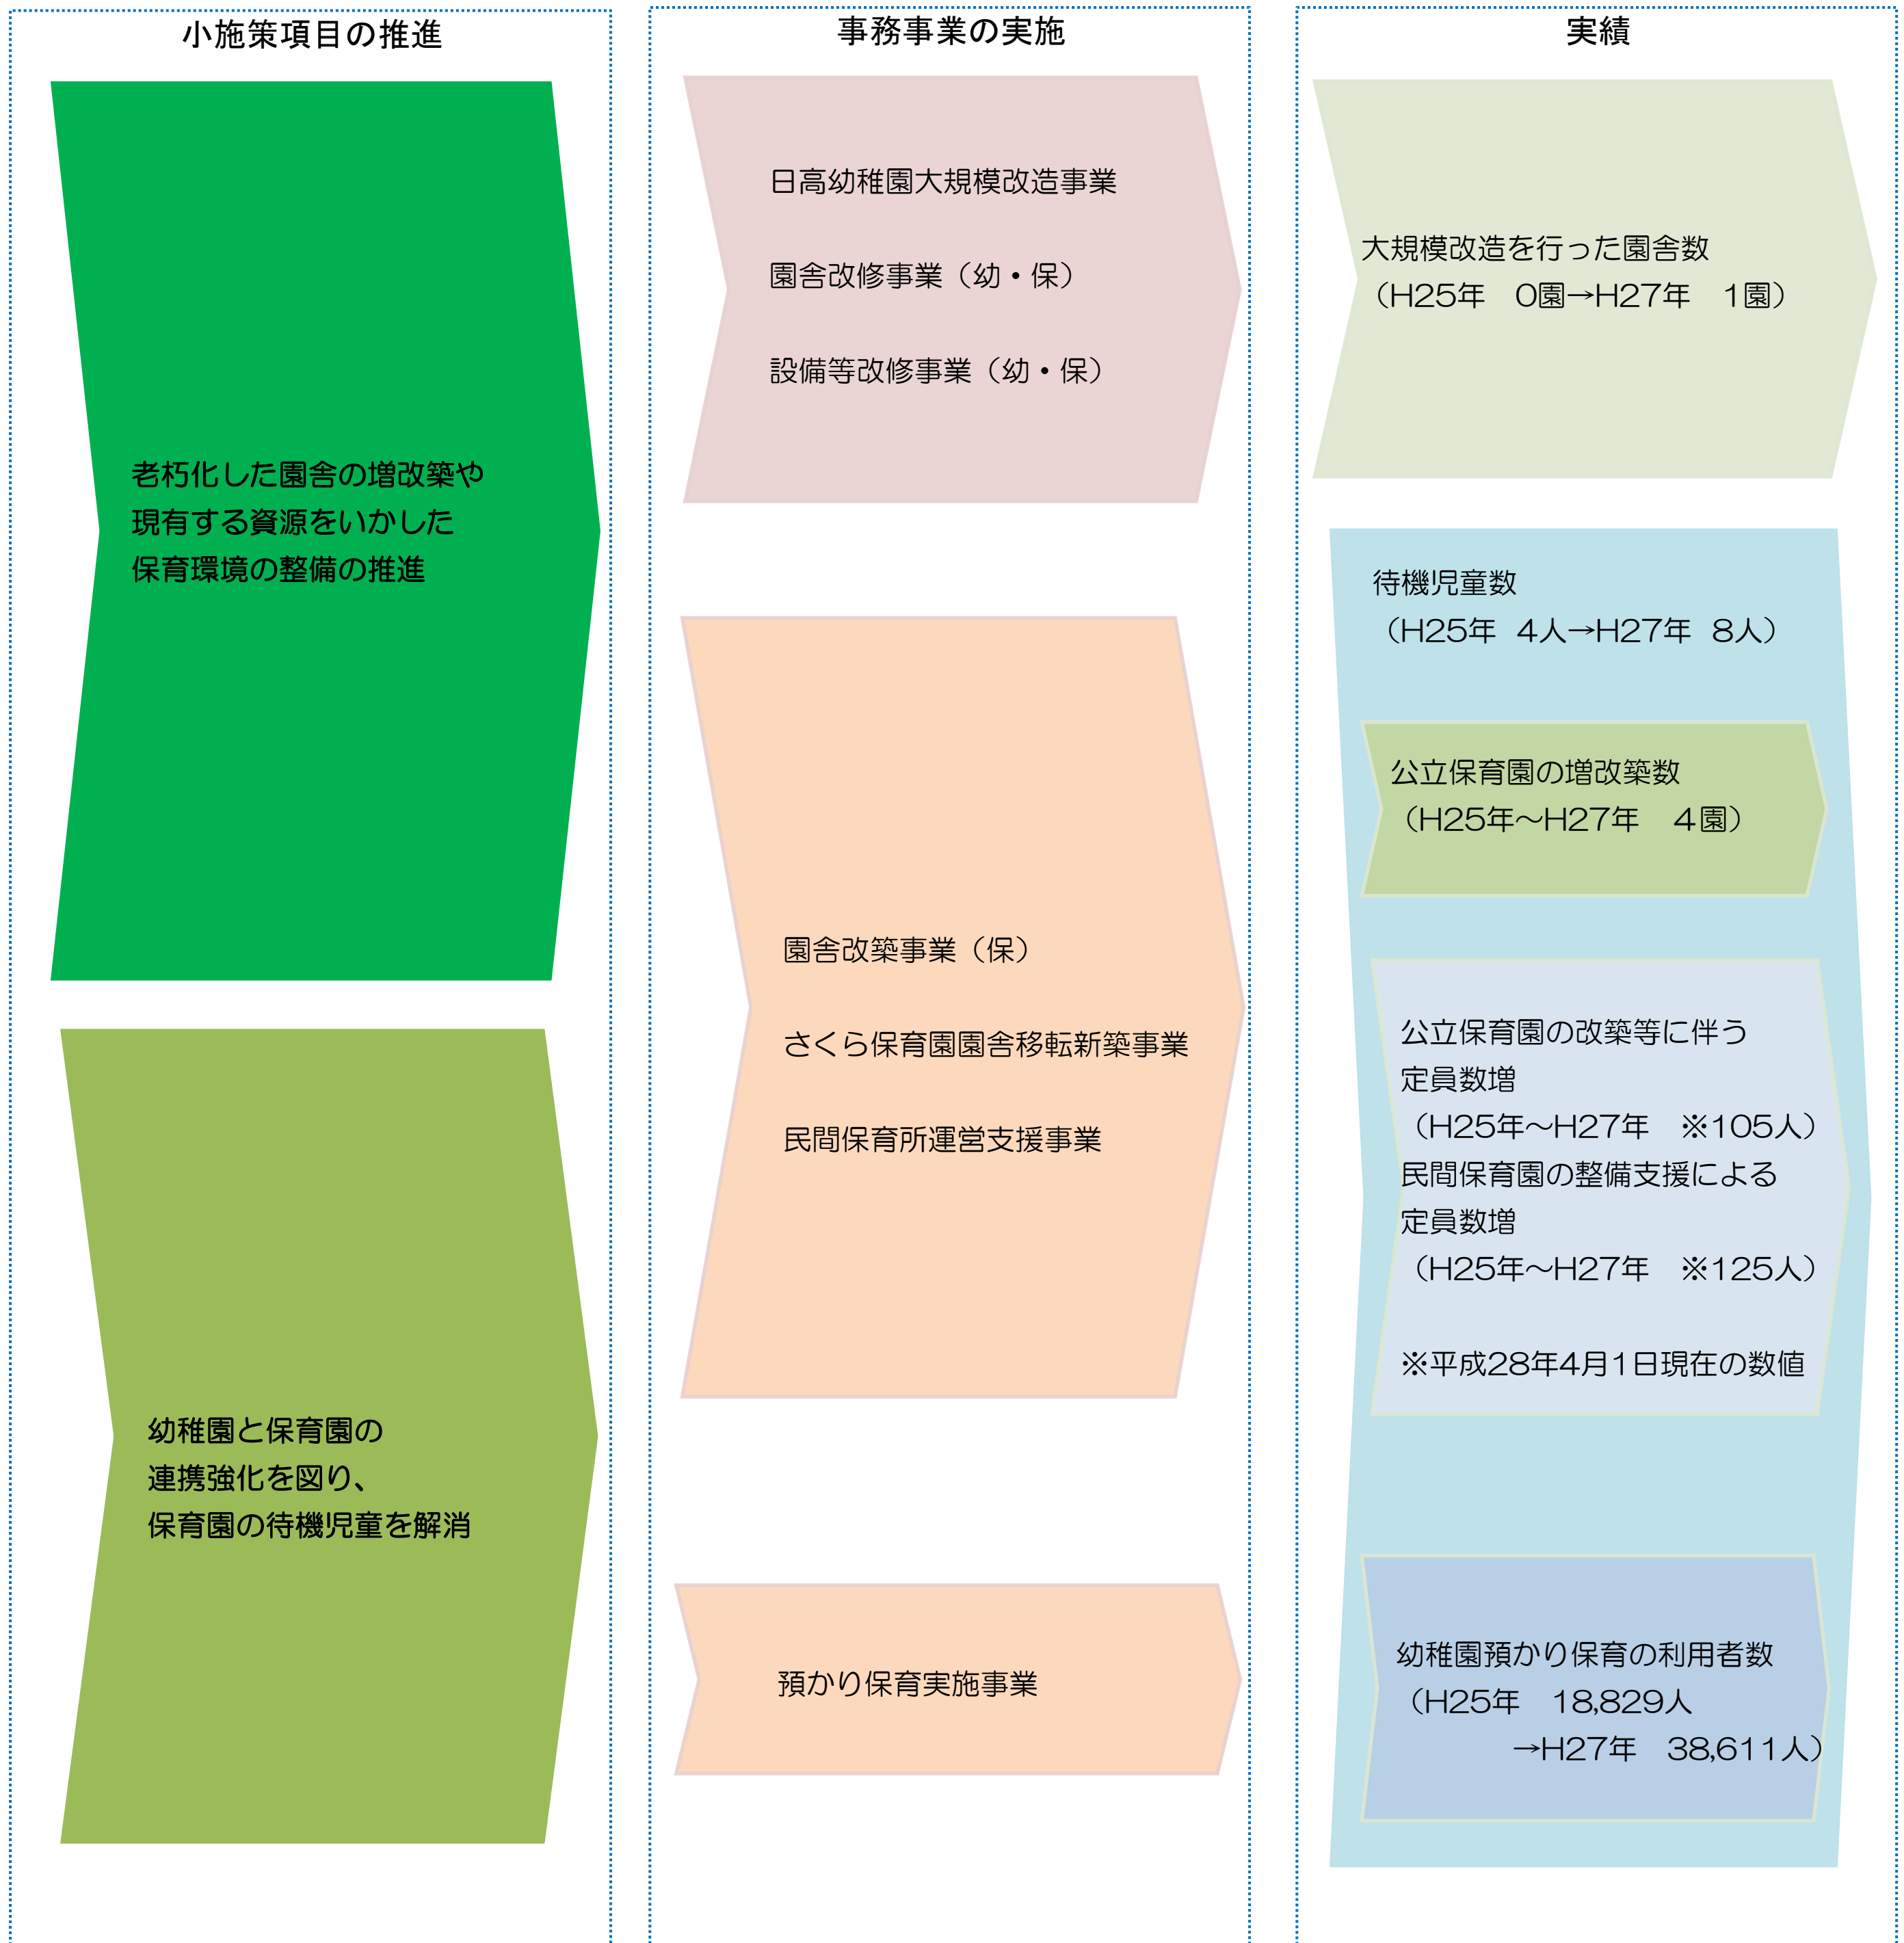 小施策項目の推進
老朽化した園舎の増改築や
現有する資源をいかした
保育環境の整備の推進
幼稚園と保育園の
連携強化を図り、
保育園の待機児童を解消
事務事業の実施
日高幼稚園大規模改造事業
園舎改修事業（幼・保）
設備等改修事業（幼・保）
園舎改築事業（保）
さくら保育園園舎移転新築事業
民間保育所運営支援事業
預かり保育実施事業
実績
大規模改造を行った園舎数
（H25年　0園→H27年　1園）
待機児童数
（H25年 4人→H27年 8人）
公立保育園の増改築数
（H25年～H27年　４園）
公立保育園の改築等に伴う
定員数増
（H25年～H27年　※105人）
民間保育園の整備支援による
定員数増
（H25年～H27年　※125人）
※平成28年4月1日現在の数値
幼稚園預かり保育の利用者数
（H25年　18,829人
→H27年　38,611人）